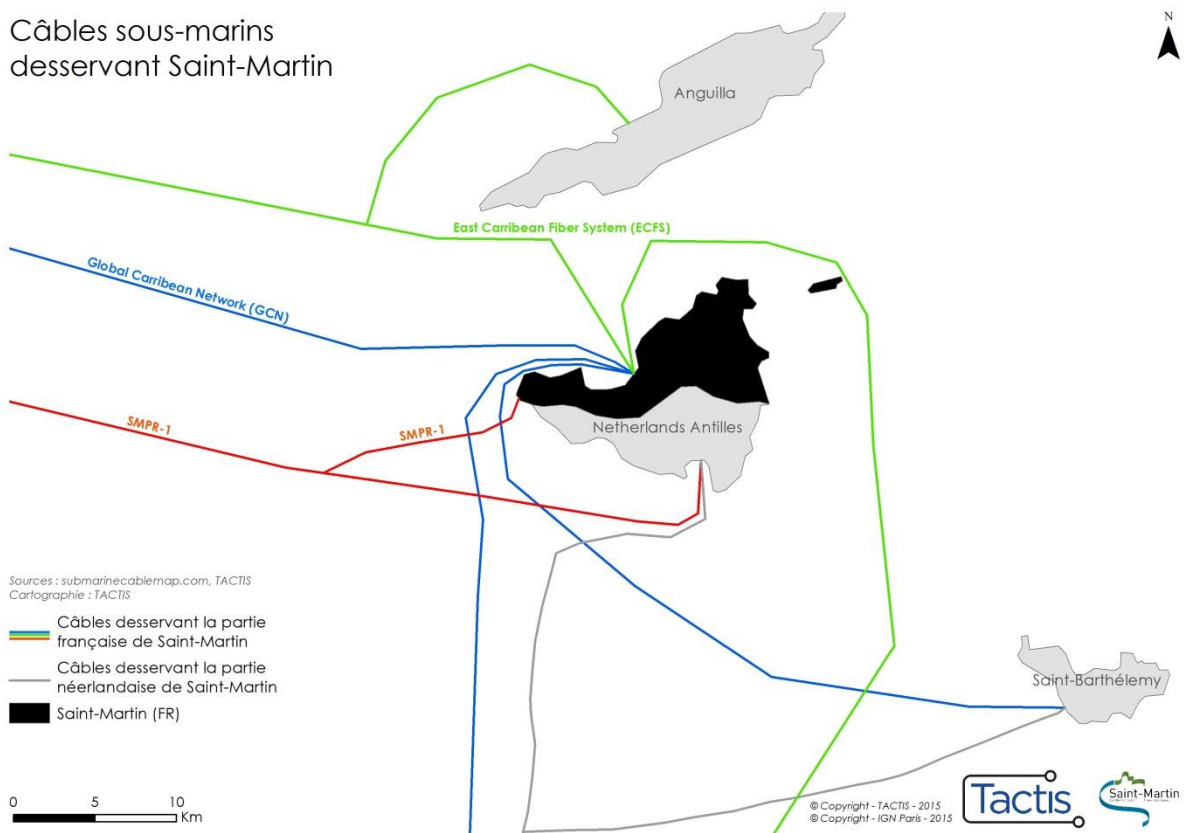 Câbles sous-marins
desservant Saint-Martin
N
Anguilla
East Carribean Fiber System (ECFS)
Global Carribean Network (GCN)
SMPR-1
SMPR-1
Netherlands Antilles
Saint-Barthélemy
Sources : submarinecablemap.com, TACTIS
Cartographie : TACTIS
Câbles desservant la partie
française de Saint-Martin
Câbles desservant la partie
néerlandaise de Saint-Martin
Saint-Martin (FR)
0 5 10
Km
© Copyright - TACTIS - 2015
© Copyright - IGN Paris - 2015
Tactis
Saint-Martin